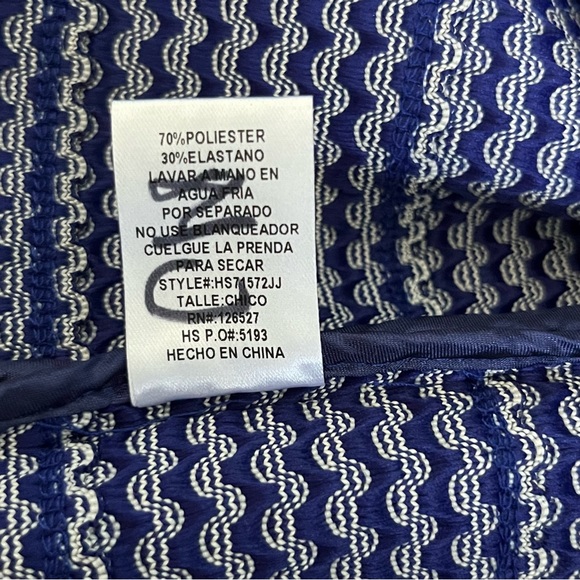 70%POLIESTER
30%ELASTANO
LAVAR A MANO EN
AGUA FRIA
POR SEPARADO
NO USE BLANQUEADOR
CUELGUE LA PRENDA
PARA SECAR
STYLE#:HS71572JJ
TALLE:CHICO
RN#:126527
HS P.O#:5193
HECHO EN CHINA